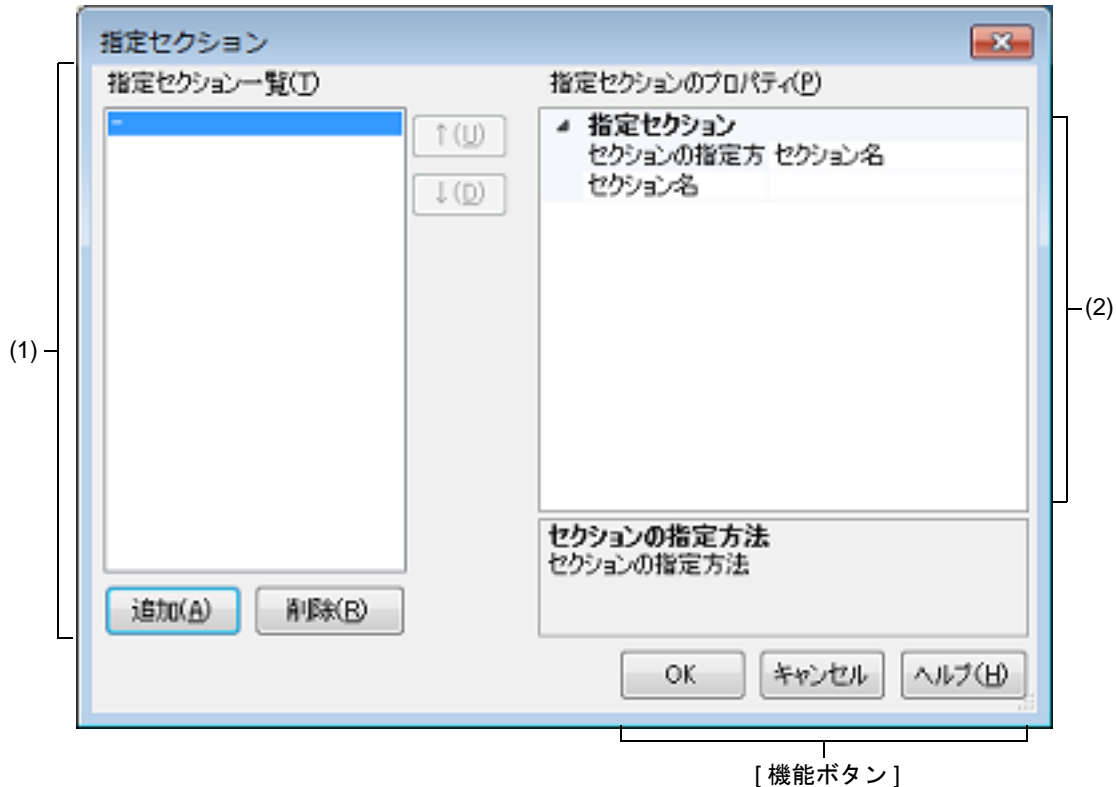 指定セクション
指定セクション一覧(T)
指定セクションのプロパティ(P)
-
↑(U)
↓(D)
指定セクション
セクションの指定方 セクション名
セクション名
(1)
(2)
セクションの指定方法
セクションの指定方法
追加(A)
削除(R)
OK
キャンセル
ヘルプ(H)
[ 機能ボタン ]